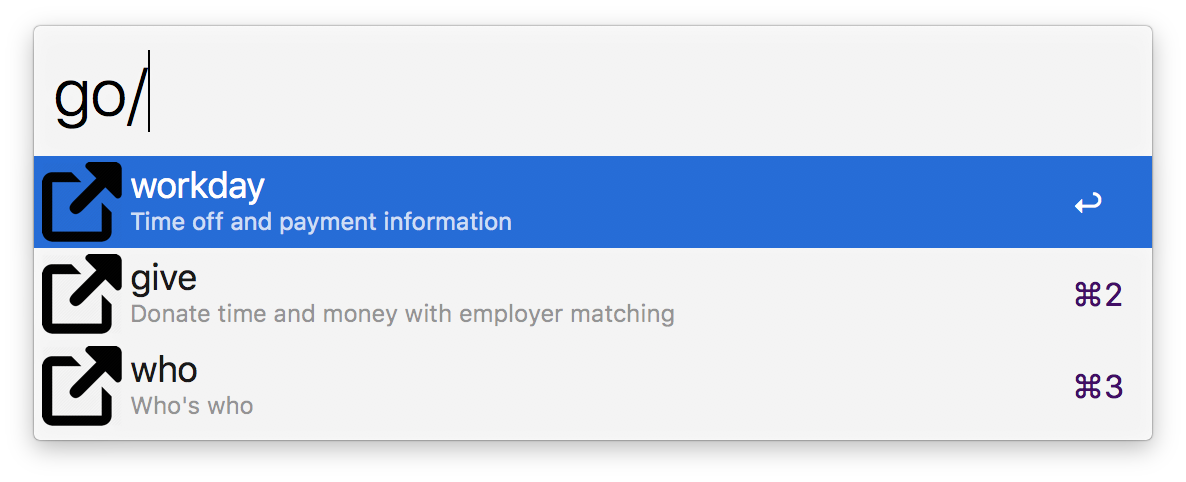 go/
workday
Time off and payment information
↩
give
Donate time and money with employer matching
⌘2
who
Who's who
⌘3